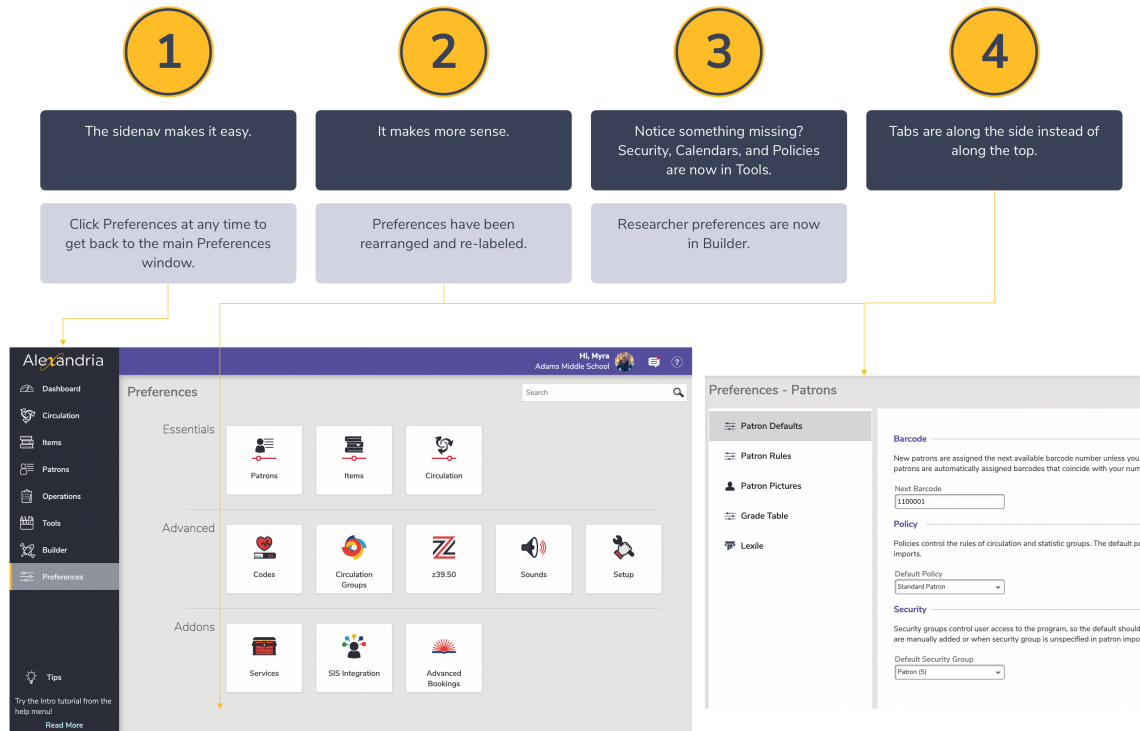 1
2
3
4
The sidenav makes it easy.
It makes more sense.
Notice something missing?
Security, Calendars, and Policies
are now in Tools.
Tabs are along the side instead of
along the top.
Click Preferences at any time to
get back to the main Preferences
window.
Preferences have been
rearranged and re-labeled.
Researcher preferences are now
in Builder.
Alexandria
Dashboard
Circulation
Items
Patrons
Operations
Tools
Builder
Preferences
Tips
Try the Intro tutorial from the
help menu!
Read More
Hi, Myra
Adams Middle School
?
Preferences
Search
Essentials
Patrons
Items
Circulation
Advanced
Codes
Circulation
Groups
z39.50
Sounds
Setup
Addons
Services
SIS Integration
Advanced
Bookings
Preferences - Patrons
Patron Defaults
Patron Rules
Patron Pictures
Grade Table
Lexile
Barcode
New patrons are assigned the next available barcode number unless you
patrons are automatically assigned barcodes that coincide with your num
Next Barcode
1100001
Policy
Policies control the rules of circulation and statistic groups. The default po
imports.
Default Policy
Standard Patron
Security
Security groups control user access to the program, so the default should
are manually added or when security group is unspecified in patron impo
Default Security Group
Patron (5)